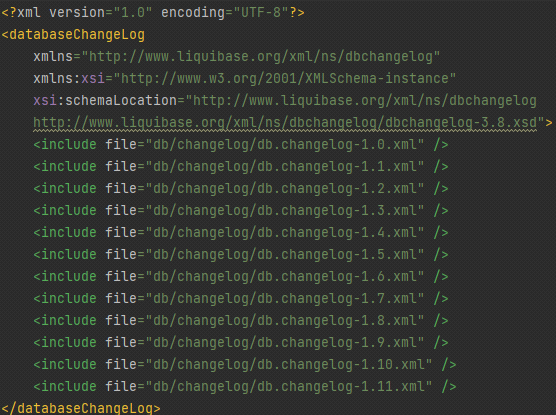 <?xml version="1.0" encoding="UTF-8"?>
<databaseChangeLog
xmlns="http://www.liquibase.org/xml/ns/dbchangelog"
xmlns:xsi="http://www.w3.org/2001/XMLSchema-instance"
xsi:schemaLocation="http://www.liquibase.org/xml/ns/dbchangelog
http://www.liquibase.org/xml/ns/dbchangelog/dbchangelog-3.8.xsd">
<include file="db/changelog/db.changelog-1.0.xml" />
<include file="db/changelog/db.changelog-1.1.xml" />
<include file="db/changelog/db.changelog-1.2.xml" />
<include file="db/changelog/db.changelog-1.3.xml" />
<include file="db/changelog/db.changelog-1.4.xml" />
<include file="db/changelog/db.changelog-1.5.xml" />
<include file="db/changelog/db.changelog-1.6.xml" />
<include file="db/changelog/db.changelog-1.7.xml" />
<include file="db/changelog/db.changelog-1.8.xml" />
<include file="db/changelog/db.changelog-1.9.xml" />
<include file="db/changelog/db.changelog-1.10.xml" />
<include file="db/changelog/db.changelog-1.11.xml" />
</databaseChangeLog>